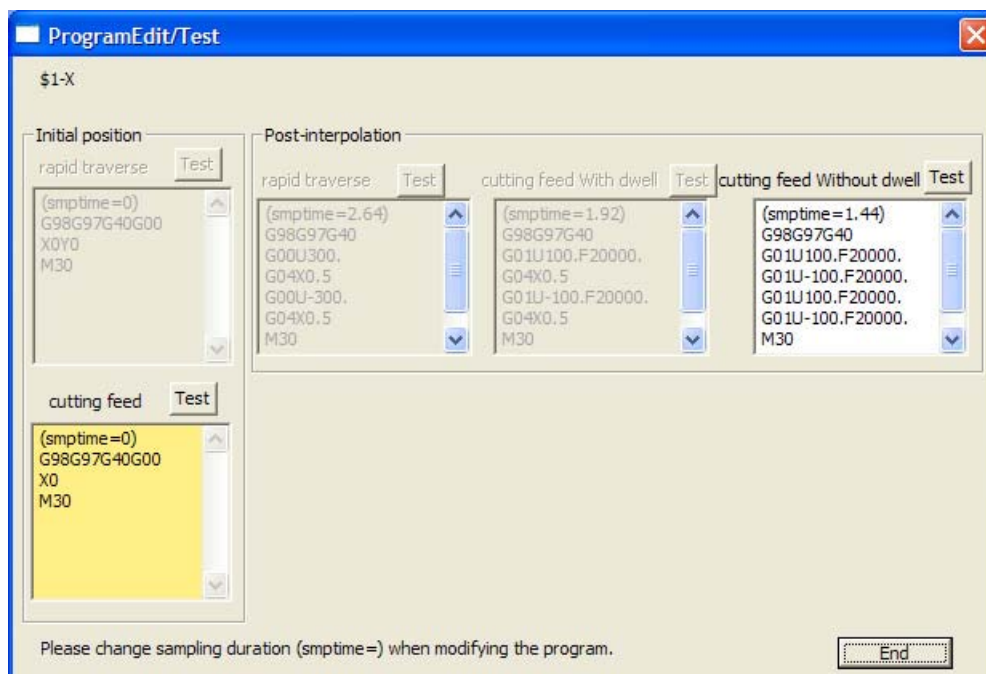 ProgramEdit/Test
$1-X
Initial position
rapid traverse
Test
(smptime=0)
G98G97G40G00
X0Y0
M30
cutting feed
Test
(smptime=0)
G98G97G40G00
X0
M30
Post-interpolation
rapid traverse
Test
(smptime=2.64)
G98G97G40
G00U300.
G04X0.5
G00U-300.
G04X0.5
M30
cutting feed With dwell
Test
(smptime=1.92)
G98G97G40
G01U100.F20000.
G04X0.5
G01U-100.F20000.
G04X0.5
M30
cutting feed Without dwell
Test
(smptime=1.44)
G98G97G40
G01U100.F20000.
G01U-100.F20000.
G01U100.F20000.
G01U-100.F20000.
M30
Please change sampling duration (smptime=) when modifying the program.
End